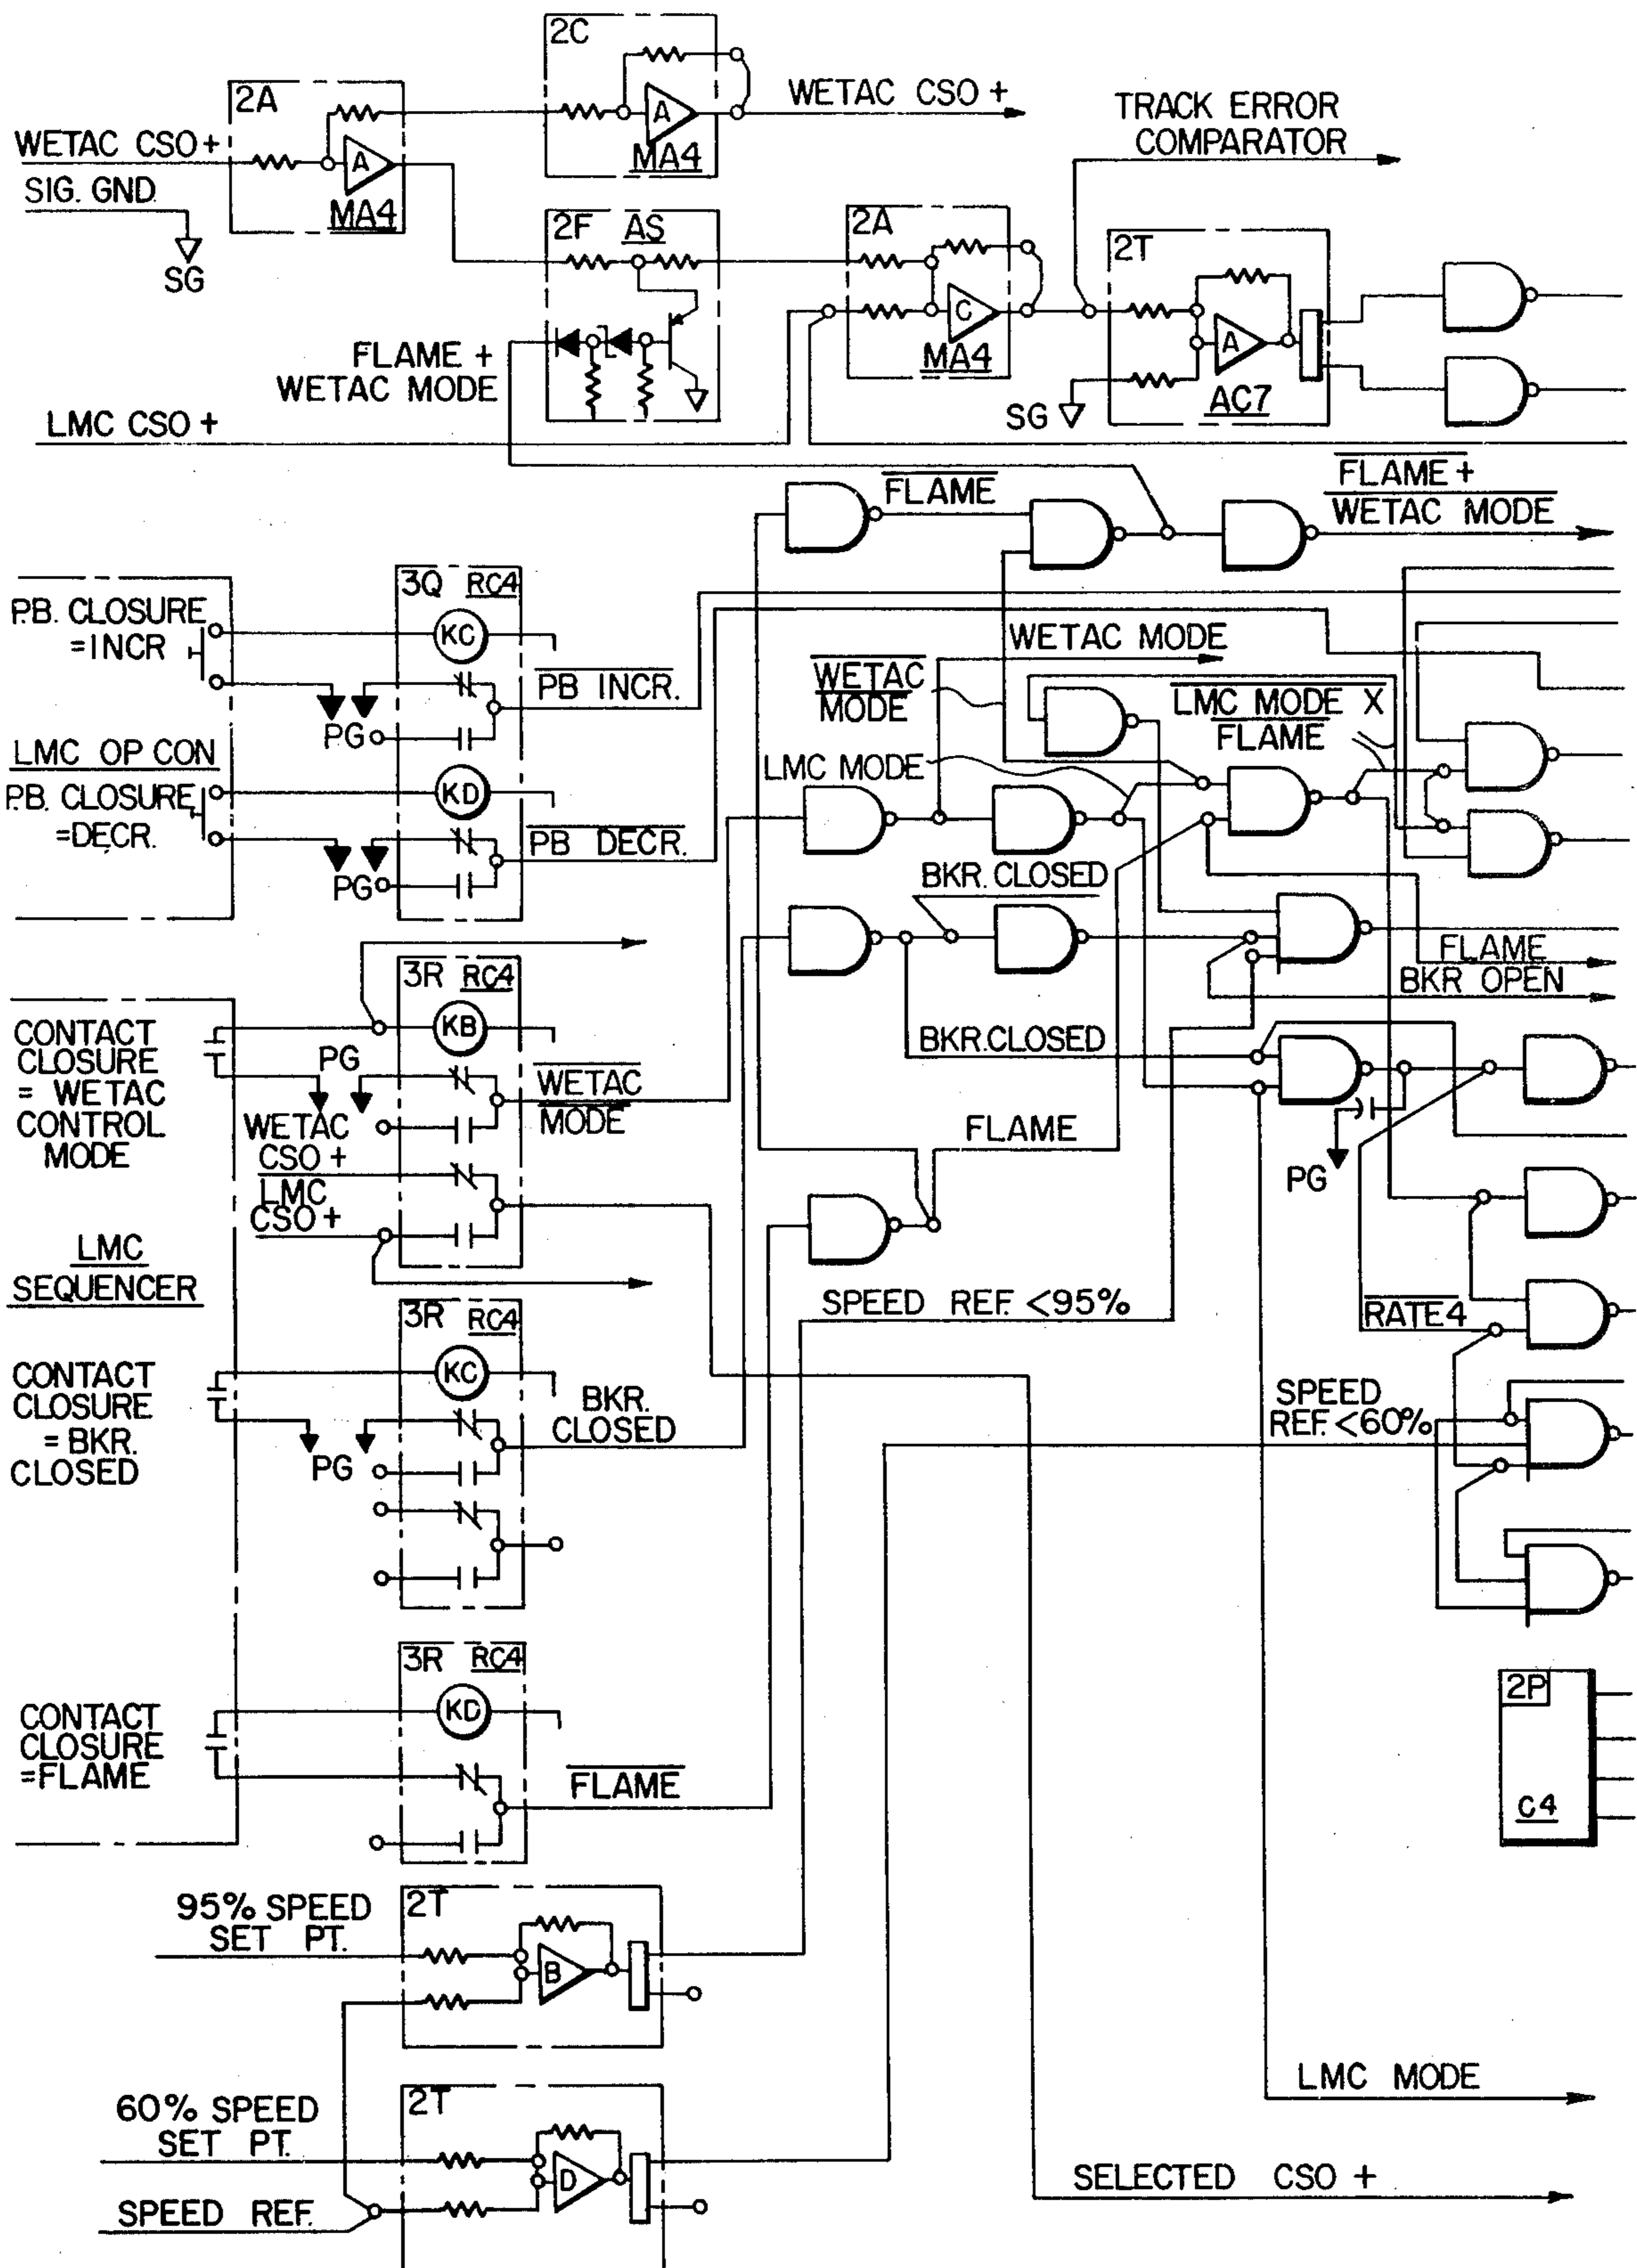 2C
2A
A
WETAC CSO +
TRACK ERROR
COMPARATOR
WETAC CSO +
A
MA4
SIG. GND.
MA4
SG
2F AS
2A
2T
C
MA4
A
AC7
SG
FLAME +
WETAC MODE
LMC CSO +
FLAME
FLAME +
WETAC MODE
P.B. CLOSURE
=INCR
3Q RC4
KC
PB INCR.
PG
WETAC MODE
WETAC
MODE
LMC MODE X
FLAME
LMC OP CON
P.B. CLOSURE
=DECR.
KD
PB DECR.
PG
LMC MODE
BKR. CLOSED
FLAME
BKR OPEN
3R RC4
CONTACT
CLOSURE
= WETAC
CONTROL
MODE
KB
PG
WETAC
MODE
BKR. CLOSED
WETAC
CSO +
LMC
CSO +
FLAME
PG
LMC
SEQUENCER
3R RC4
SPEED REF. <95%
RATE4
CONTACT
CLOSURE
= BKR.
CLOSED
KC
BKR.
CLOSED
PG
SPEED
REF. <60%
3R RC4
KD
CONTACT
CLOSURE
=FLAME
FLAME
2P
C4
95% SPEED
SET PT.
2T
B
60% SPEED
SET PT.
2T
D
SPEED REF.
LMC MODE
SELECTED CSO +